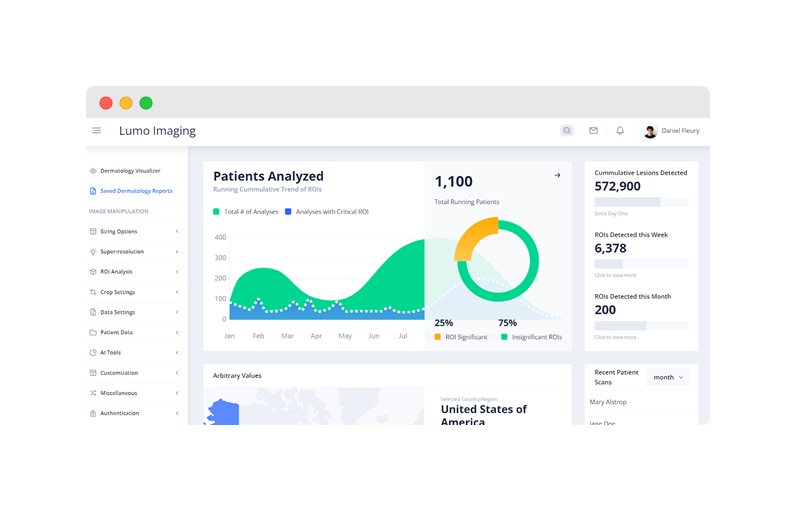 Lumo Imaging
Daniel Fleury
Dermatology Visualizer
Saved Dermatology Reports
IMAGE MANIPULATION
Sizing Options
Super-resolution
ROI Analysis
Crop Settings
Data Settings
Patient Data
AI Tools
Customization
Miscellaneous
Authentication
Patients Analyzed
Running Cummulative Trend of ROIs
Total # of Analyses
Analyses with Critical ROI
400
300
200
100
0
Jan
Feb
Mar
Apr
May
Jun
Jul
1,100
Total Running Patients
25%
75%
ROI Significant
Insignificant ROIs
Cummulative Lesions Detected
572,900
Since Day One
ROIs Detected this Week
6,378
Click to view more
ROIs Detected this Month
200
Click to view more
Arbitrary Values
Selected Country/Region
United States of
America
Recent Patient
Scans
month
Mary Alstrop
Jane Doe